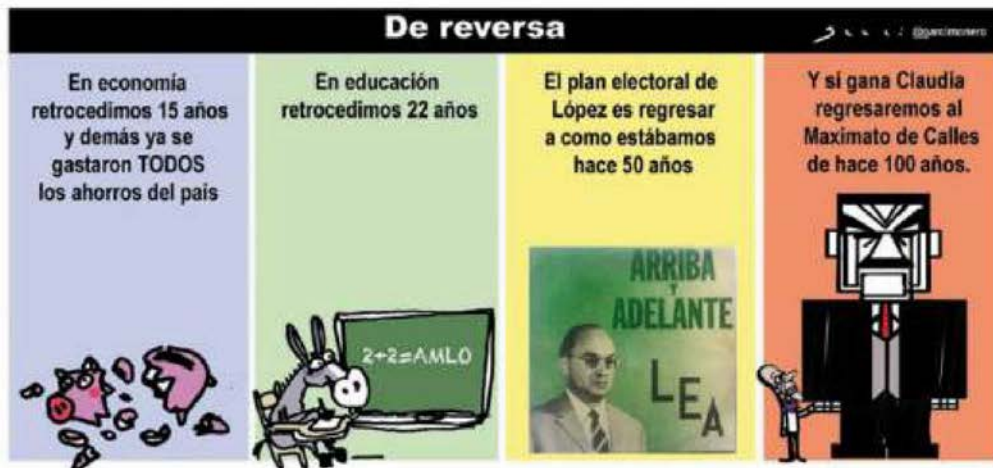 De reversa
@garcimonero
En economía
retrocedimos 15 años
y demás ya se
gastaron TODOS
los ahorros del país
En educación
retrocedimos 22 años
2+2=AMLO
El plan electoral de
López es regresar
a como estábamos
hace 50 años
ARRIBA
Y
ADELANTE
LEA
Y si gana Claudia
regresaremos al
Maximato de Calles
de hace 100 años.